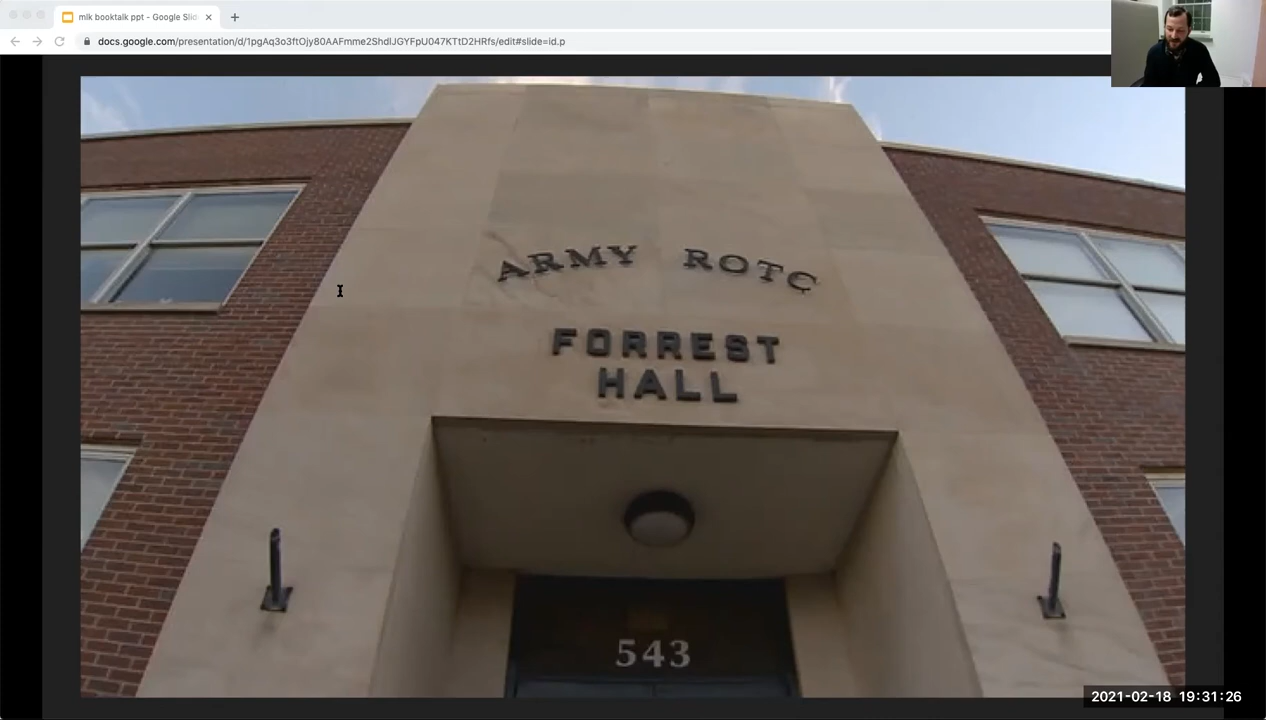 mlk booktalk ppt - Google Slid
docs.google.com/presentation/d/1pgAq3o3ftOjy80AAFmme2ShdlJGYFpU047KTtD2HRfs/edit#slide=id.p
ARMY ROTC
FORREST
HALL
543
2021-02-18 19:31:26